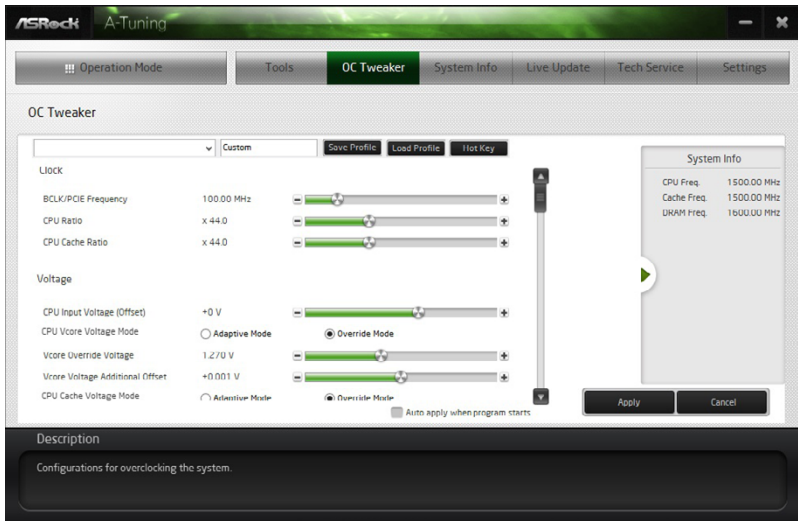 ASRock A-Tuning
Operation Mode
Tools
OC Tweaker
System Info
Live Update
Tech Service
Settings
OC Tweaker
Custom
Save Profile
Load Profile
Hot Key
Clock
BCLK/PCIE Frequency 100.00 MHz
CPU Ratio x 44.0
CPU Cache Ratio x 44.0
Voltage
CPU Input Voltage (Offset) +0 V
CPU Vcore Voltage Mode Adaptive Mode Override Mode
Vcore Override Voltage 1.270 V
Vcore Voltage Additional Offset +0.001 V
CPU Cache Voltage Mode Adaptive Mode Override Mode
Auto apply when program starts
System Info
CPU Freq. 1500.00 MHz
Cache Freq. 1500.00 MHz
DRAM Freq. 1600.00 MHz
Apply
Cancel
Description
Configurations for overclocking the system.